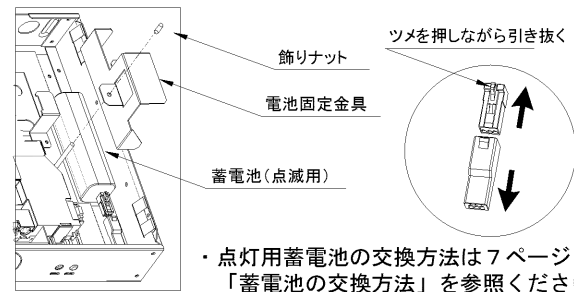 ツメを押しながら引き抜く
飾りナット
電池固定金具
蓄電池（点滅用）
・点灯用蓄電池の交換方法は７ページ
「蓄電池の交換方法」を参照くださ